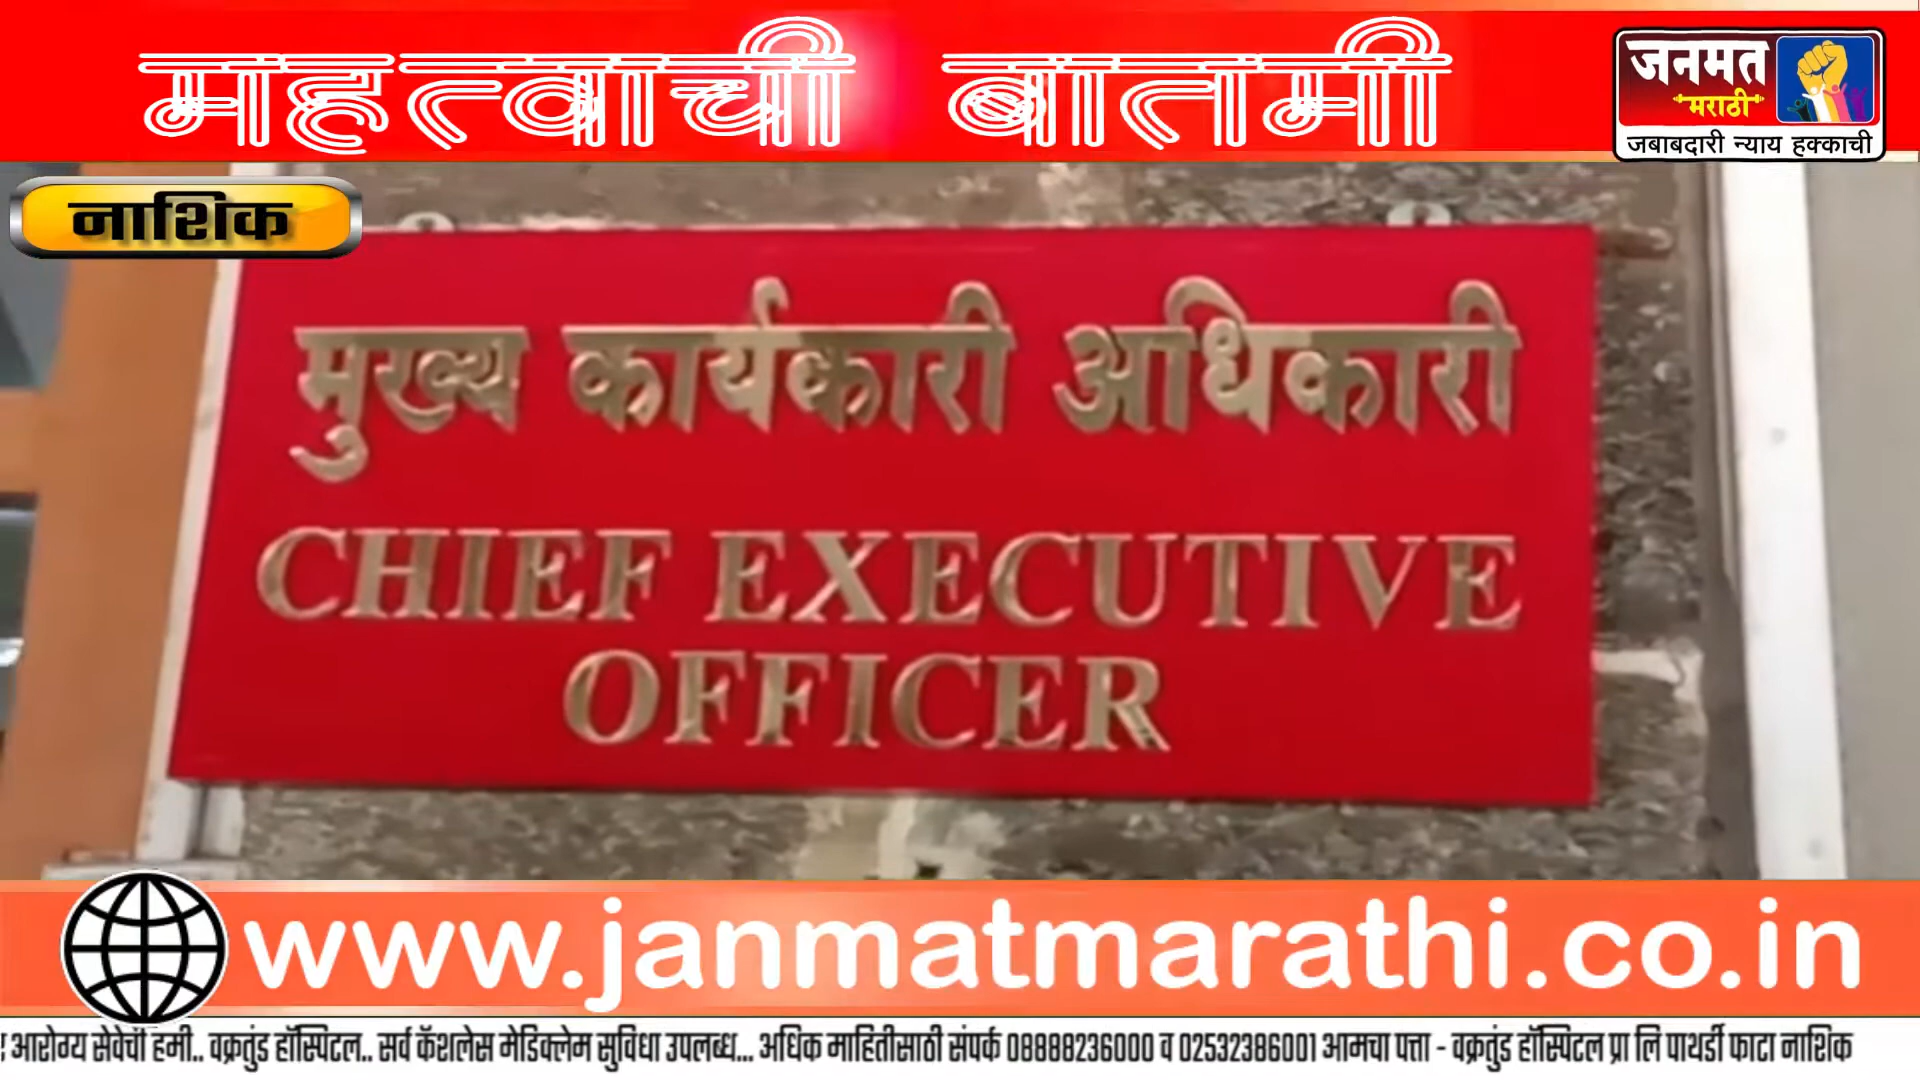 महत्वाची बातमी
जनमत
मराठी
जबाबदारी न्याय हक्काची
नाशिक
मुख्य कार्यकारी अधिकारी
CHIEF EXECUTIVE
OFFICER
www.janmatmarathi.co.in
आरोग्य सेवेची हमी.. वक्रतुंड हॉस्पिटल.. सर्व कॅशलेस मेडिक्लेम सुविधा उपलब्ध... अधिक माहितीसाठी संपर्क 08888236000 व 02532386001 आमचा पत्ता - वक्रतुंड हॉस्पिटल प्रा लि पाथर्डी फाटा नाशिक